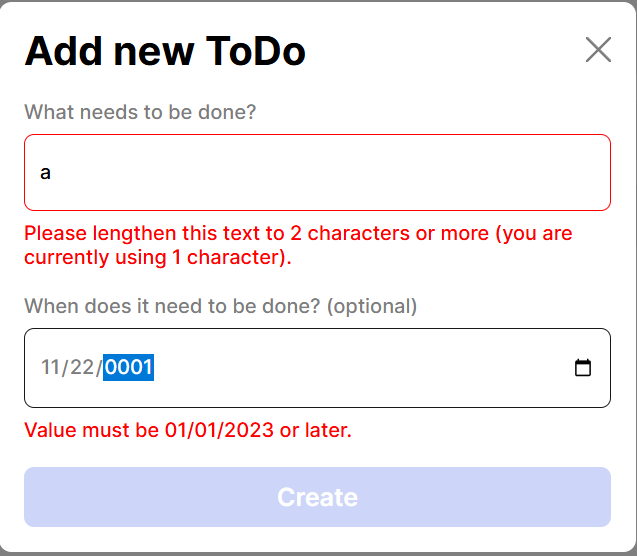 Add new ToDo
What needs to be done?
a
Please lengthen this text to 2 characters or more (you are
currently using 1 character).
When does it need to be done? (optional)
11/22/0001
Value must be 01/01/2023 or later.
Create